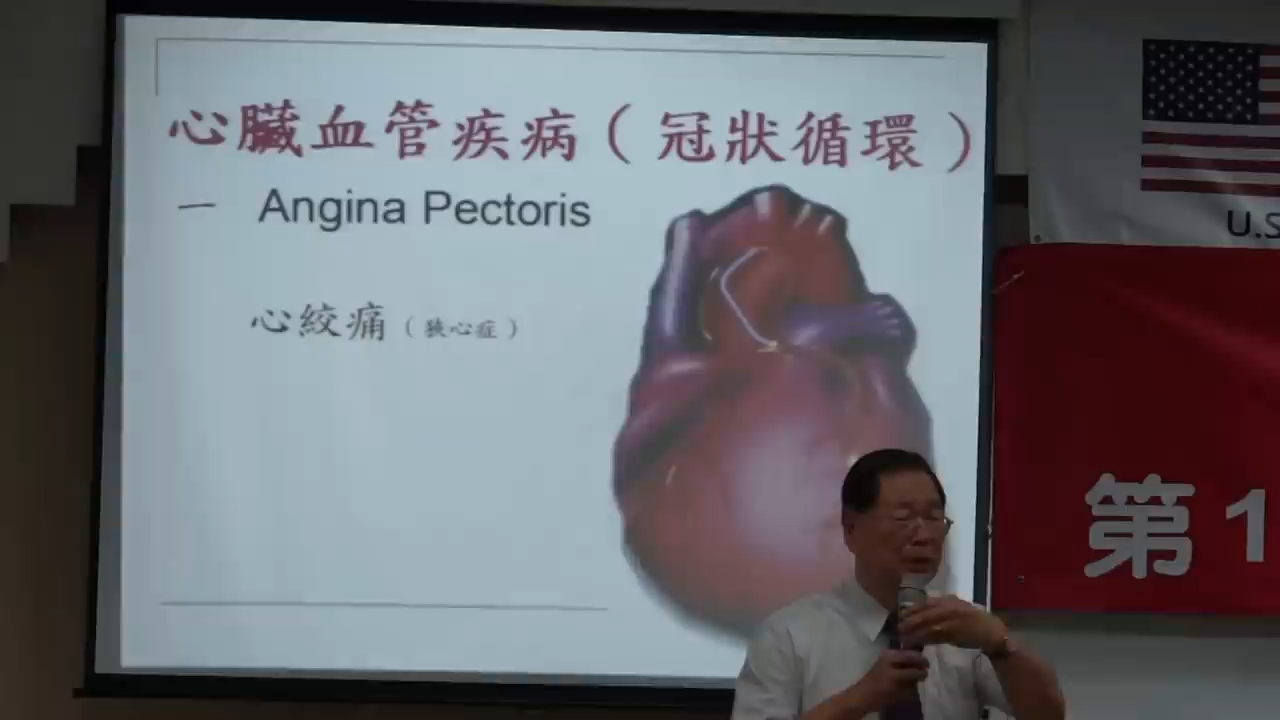 心臟血管疾病（冠狀循環）
一 Angina Pectoris
心絞痛（狹心症）
U.S
第 1